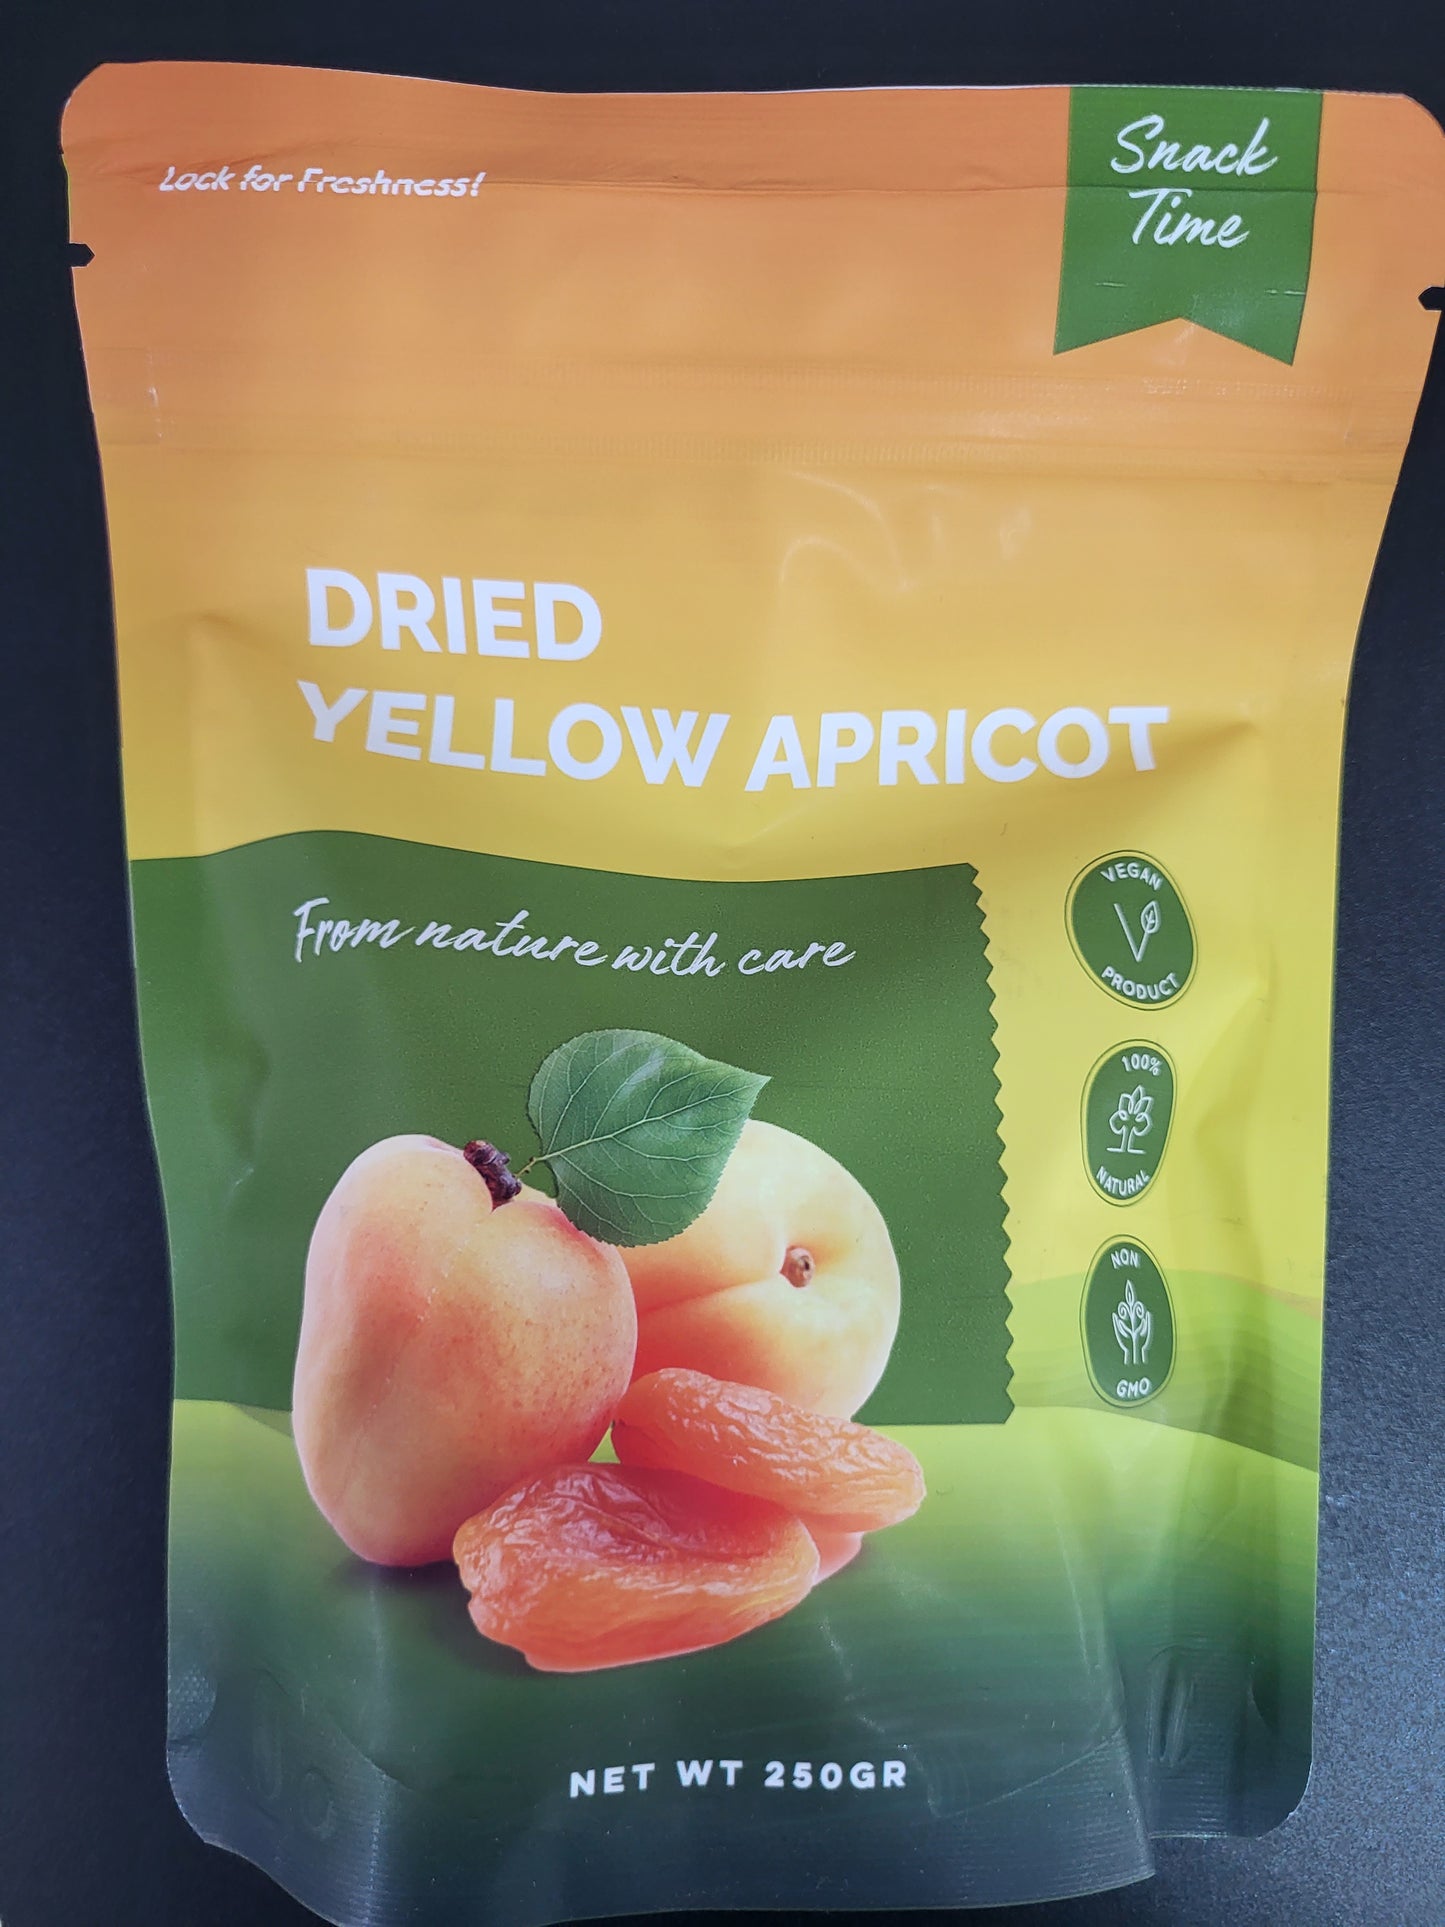 Lock for Freshness!
Snack
Time
DRIED
YELLOW APRICOT
From nature with care
VEGAN
PRODUCT
100%
NATURAL
NON
GMO
NET WT 250GR